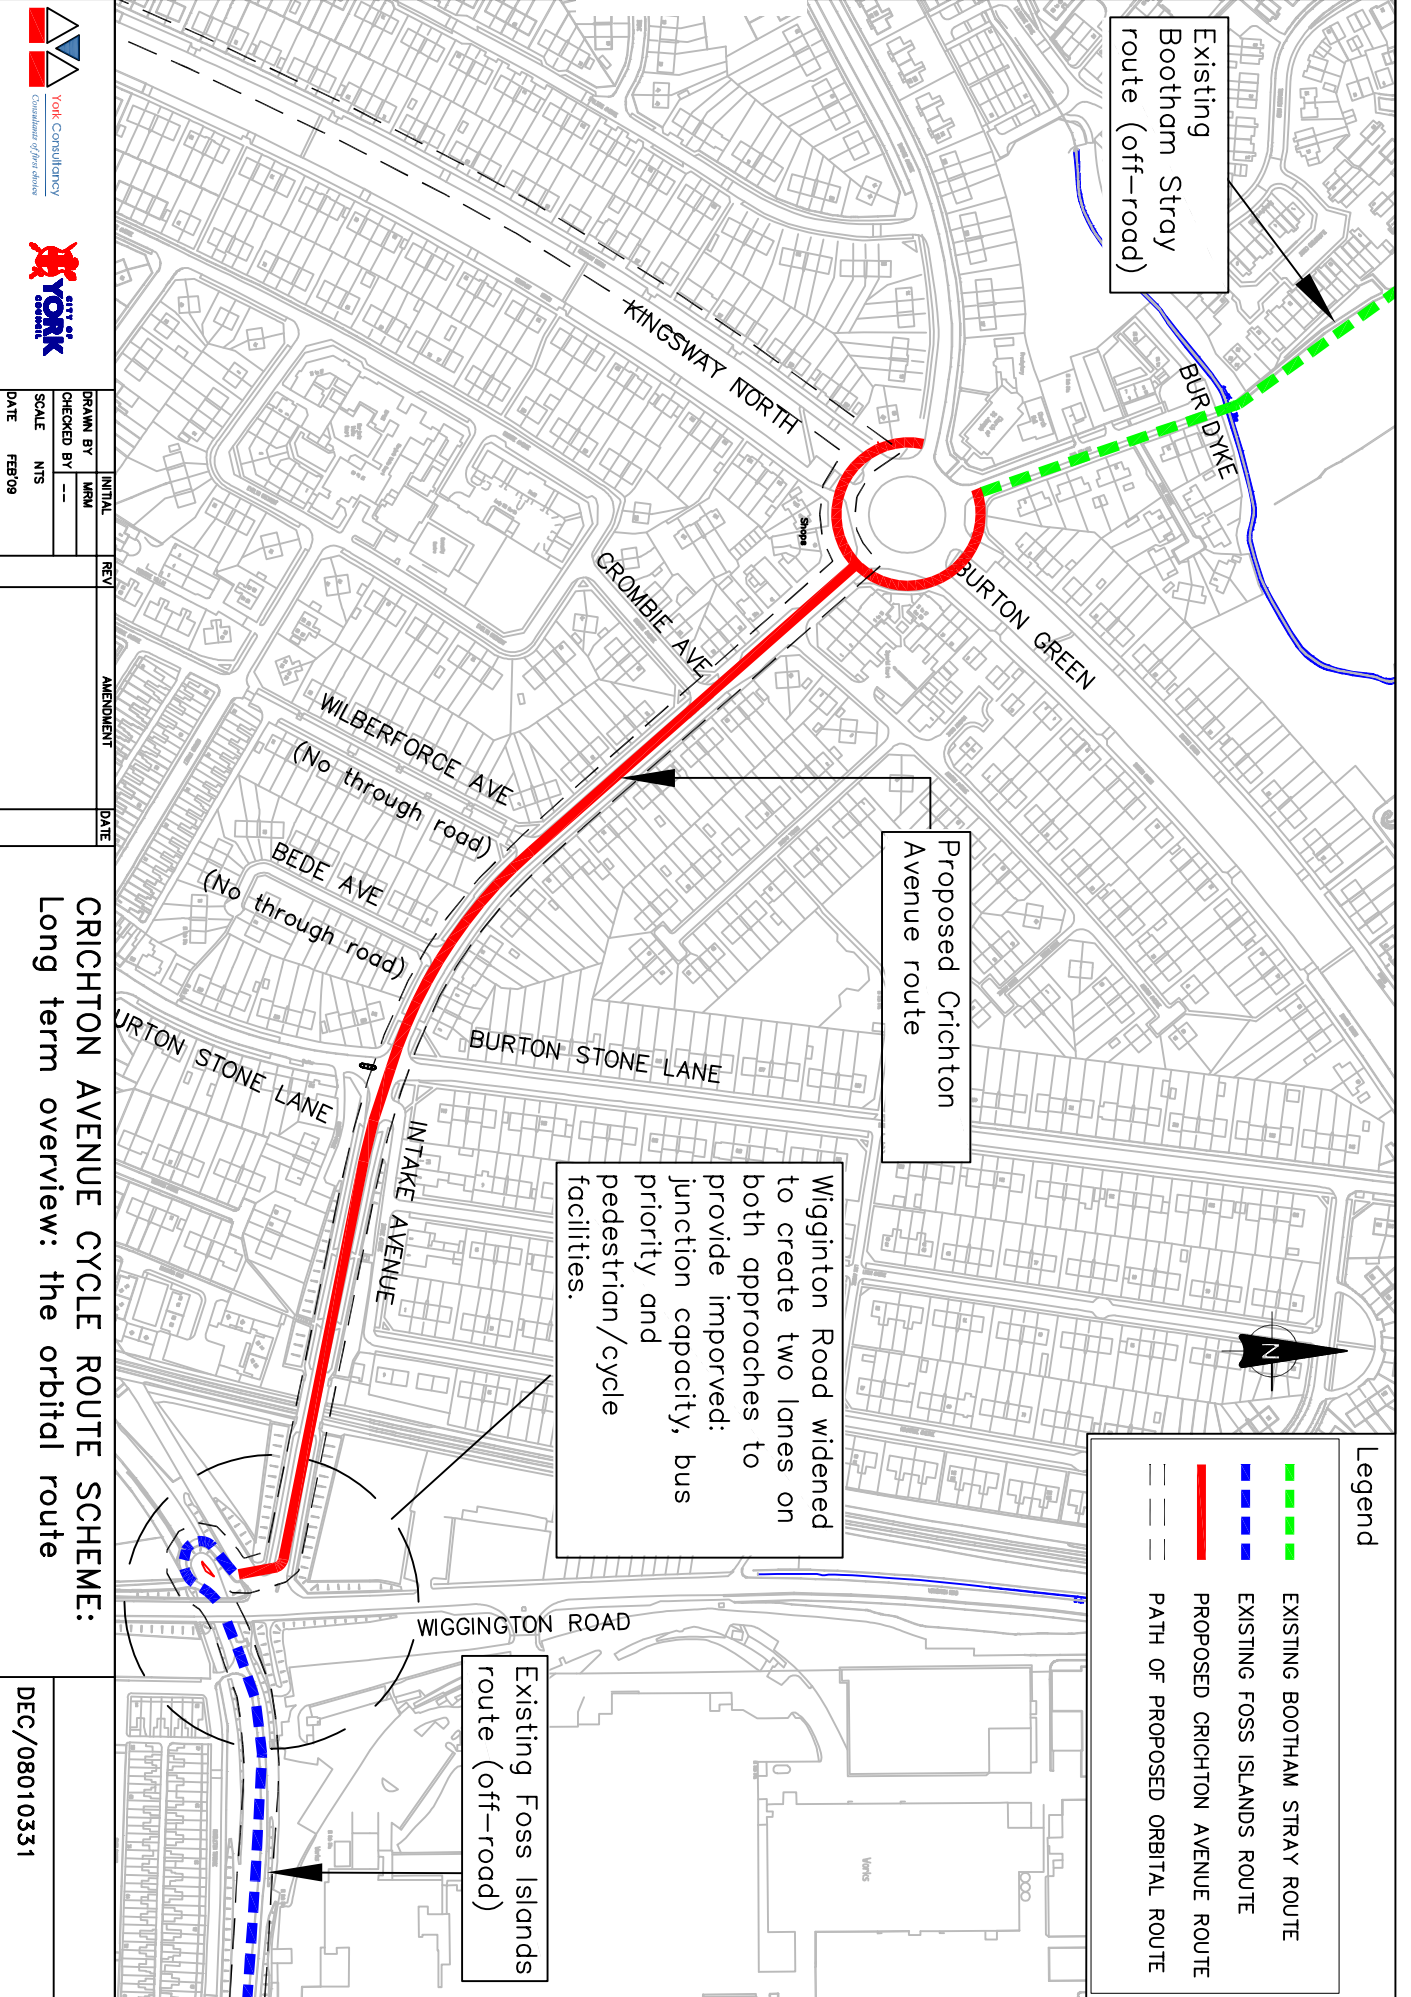 Existing
Bootham Stray
route (off-road)
BUR DYKE
KINGSWAY NORTH
Shops
BURTON GREEN
CROMBIE AVE
WILBERFORCE AVE
(No through road)
BEDE AVE
(No through road)
Proposed Crichton
Avenue route
BURTON STONE LANE
URTON STONE LANE
INTAKE AVENUE
Wigginton Road widened
to create two lanes on
both approaches to
provide imporved:
junction capacity, bus
priority and
pedestrian/cycle
facilities.
N
WIGGINGTON ROAD
Existing Foss Islands
route (off-road)
Works
Legend
EXISTING BOOTHAM STRAY ROUTE
EXISTING FOSS ISLANDS ROUTE
PROPOSED CRICHTON AVENUE ROUTE
PATH OF PROPOSED ORBITAL ROUTE
York Consultancy
Consultants of first choice
CITY OF
YORK
COUNCIL
INITIAL
DRAWN BY MRM
CHECKED BY --
SCALE NTS
DATE FEB'09
REV AMENDMENT DATE
CRICHTON AVENUE CYCLE ROUTE SCHEME:
Long term overview: the orbital route
DEC/08010331